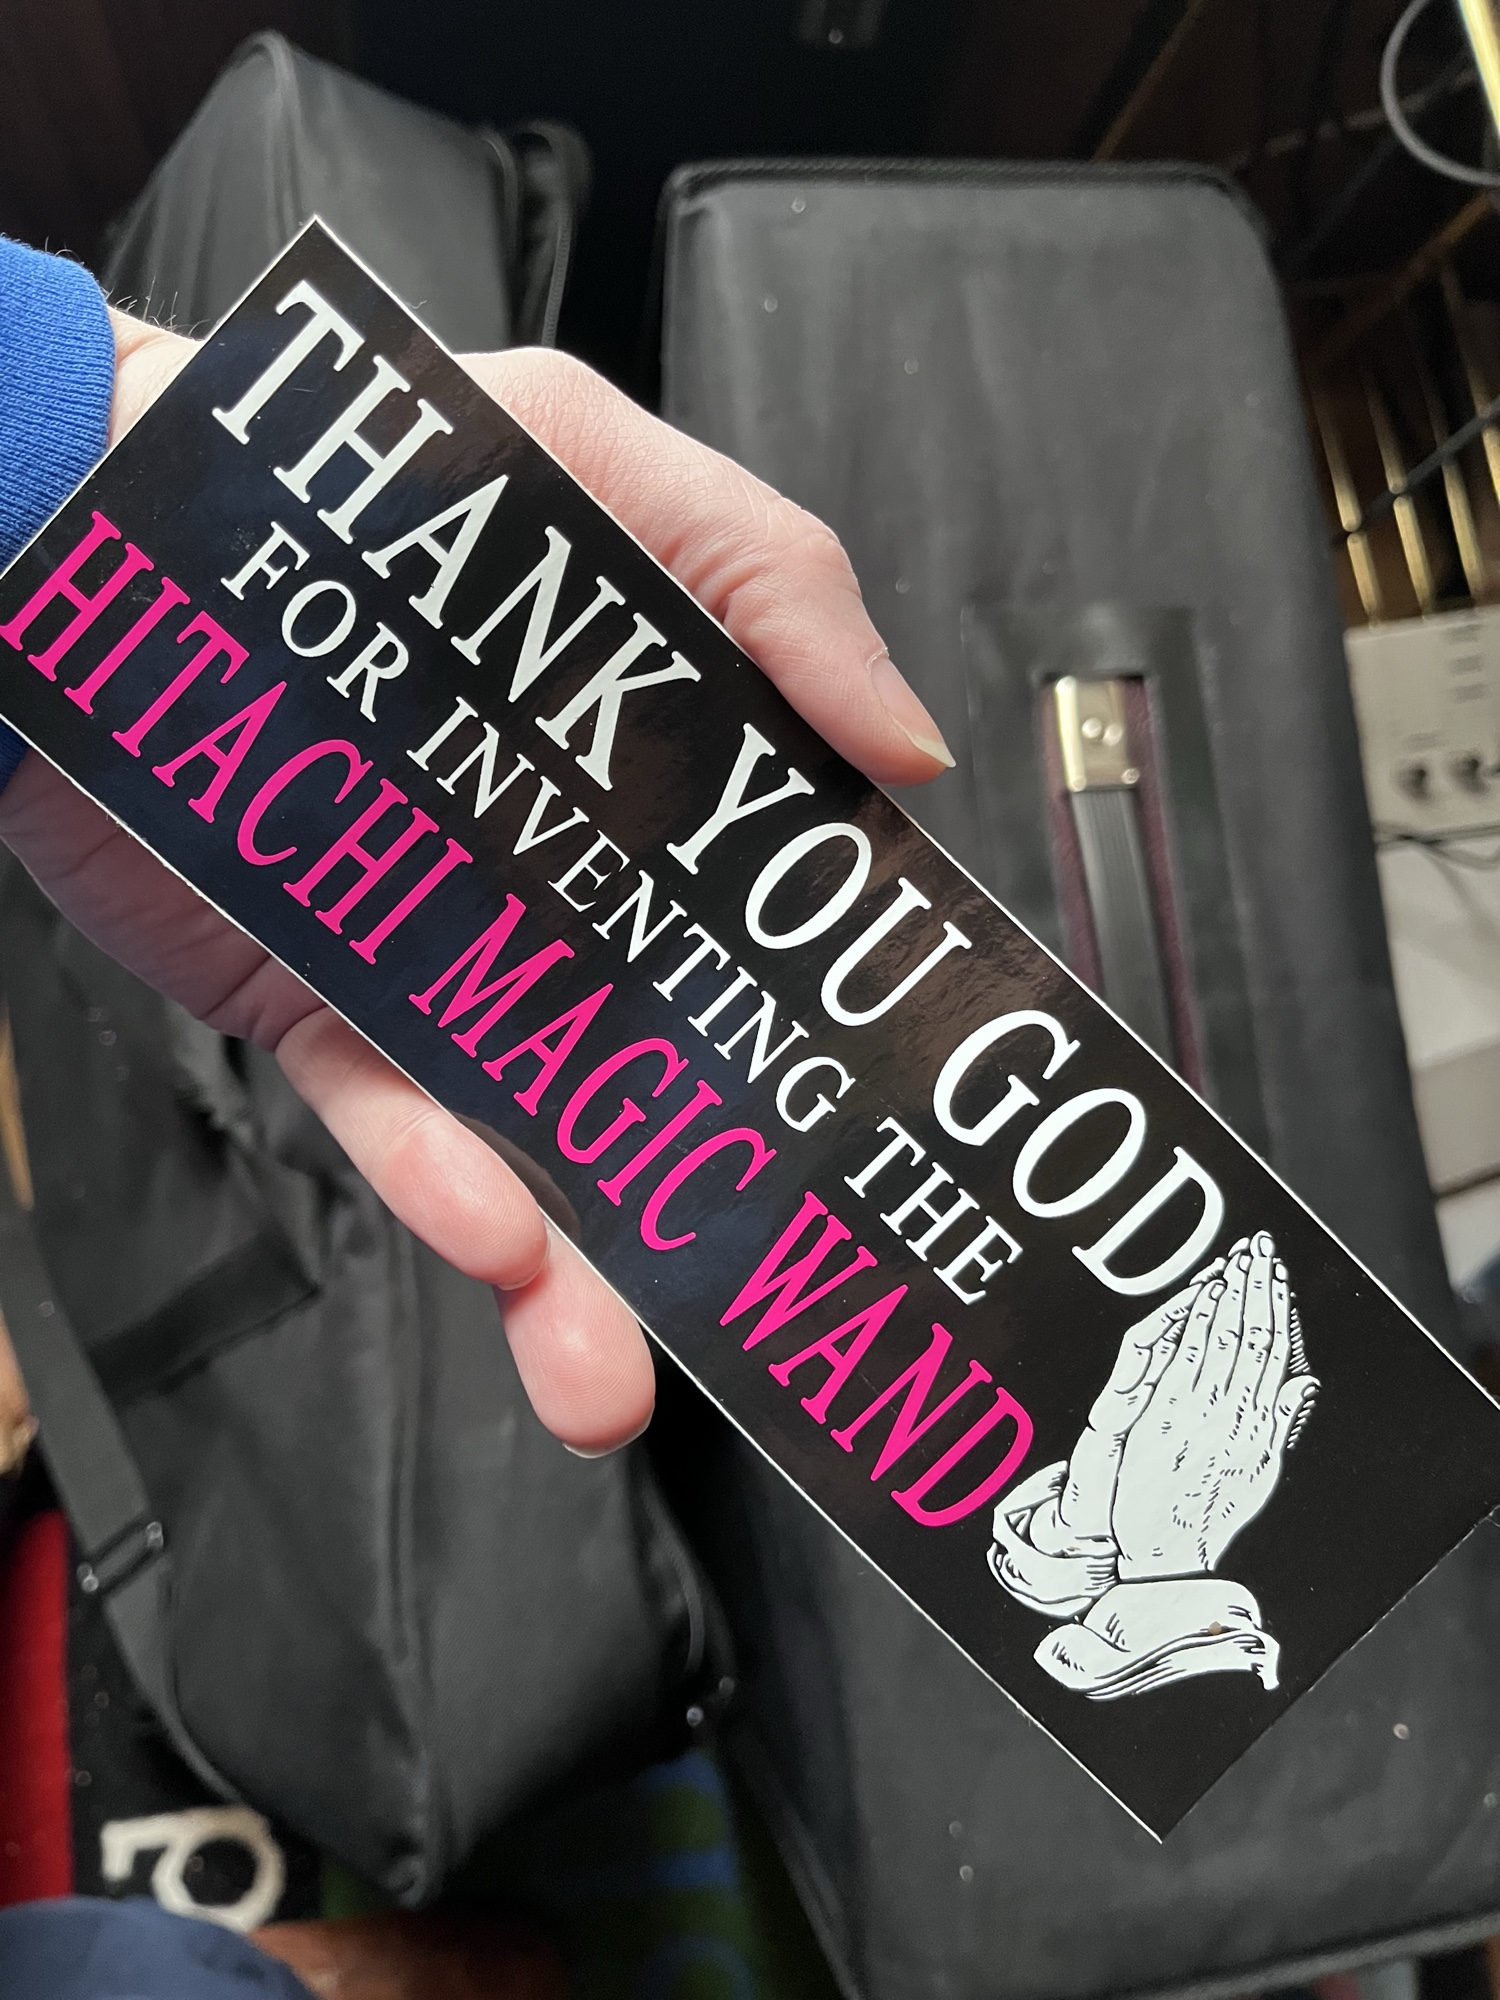 THANK YOU GOD
FOR INVENTING THE
HITACHI MAGIC WAND